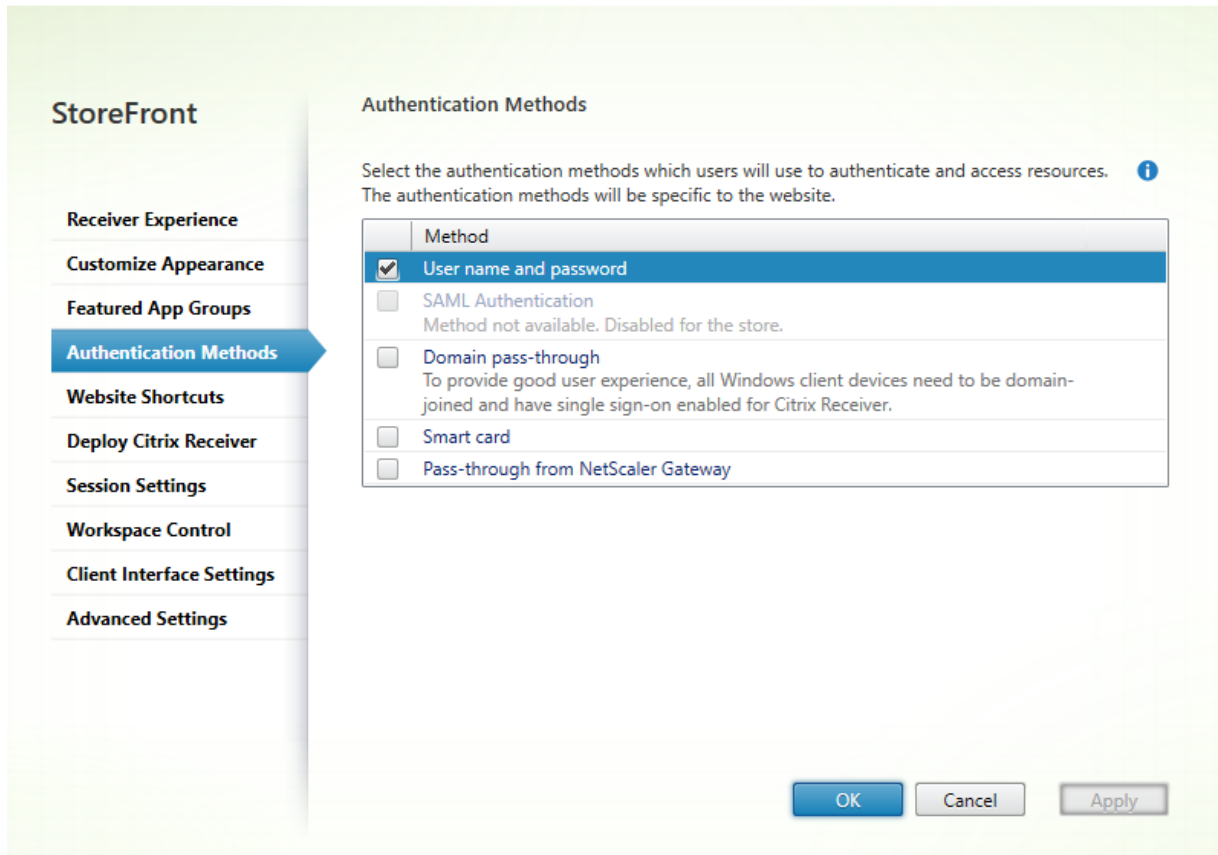 StoreFront
Receiver Experience
Customize Appearance
Featured App Groups
Authentication Methods
Website Shortcuts
Deploy Citrix Receiver
Session Settings
Workspace Control
Client Interface Settings
Advanced Settings
Authentication Methods
Select the authentication methods which users will use to authenticate and access resources.
The authentication methods will be specific to the website.
Method
User name and password
SAML Authentication
Method not available. Disabled for the store.
Domain pass-through
To provide good user experience, all Windows client devices need to be domain-
joined and have single sign-on enabled for Citrix Receiver.
Smart card
Pass-through from NetScaler Gateway
OK
Cancel
Apply